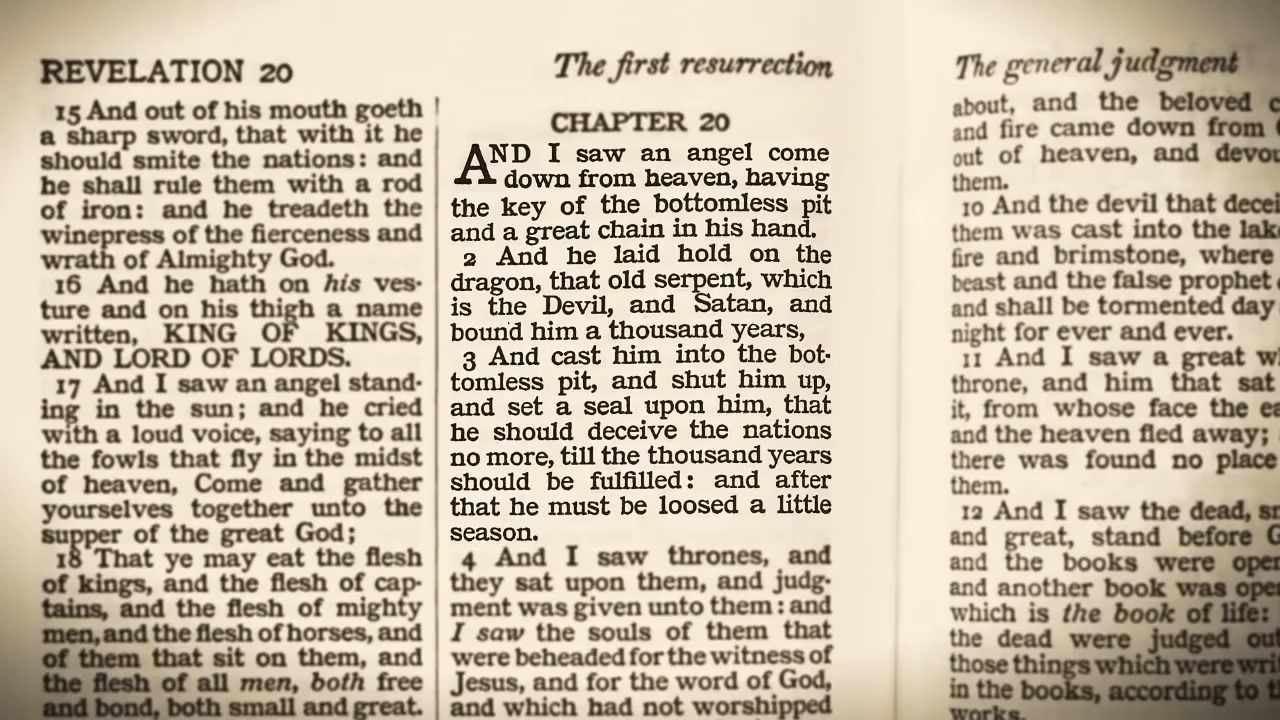 REVELATION 20
15 And out of his mouth goeth
a sharp sword, that with it he
should smite the nations: and
he shall rule them with a rod
of iron: and he treadeth the
winepress of the fierceness and
wrath of Almighty God.
16 And he hath on his ves-
ture and on his thigh a name
written, KING OF KINGS,
AND LORD OF LORDS.
17 And I saw an angel stand-
ing in the sun; and he cried
with a loud voice, saying to all
the fowls that fly in the midst
of heaven, Come and gather
yourselves together unto the
supper of the great God;
18 That ye may eat the flesh
of kings, and the flesh of cap-
tains, and the flesh of mighty
men, and the flesh of horses, and
of them that sit on them, and
the flesh of all men, both free
and bond, both small and great.
The first resurrection
CHAPTER 20
AND I saw an angel come
down from heaven, having
the key of the bottomless pit
and a great chain in his hand.
2 And he laid hold on the
dragon, that old serpent, which
is the Devil, and Satan, and
bound him a thousand years,
3 And cast him into the bot-
tomless pit, and shut him up,
and set a seal upon him, that
he should deceive the nations
no more, till the thousand years
should be fulfilled: and after
that he must be loosed a little
season.
4 And I saw thrones, and
they sat upon them, and judg-
ment was given unto them: and
I saw the souls of them that
were beheaded for the witness of
Jesus, and for the word of God,
and which had not worshipped
The general judgment
about, and the beloved
and fire came down from
out of heaven, and
them.
10 And the devil that
them was cast into the
fire and brimstone, where
beast and the false prophet
and shall be tormented day
night for ever and ever.
11 And I saw a great
throne, and him that sat
it, from whose face the
and the heaven fled away;
there was found no place
them.
12 And I saw the dead,
and great, stand before
and the books were
and another book was
which is the book of life:
the dead were judged
those things which were
in the books, according to
works.